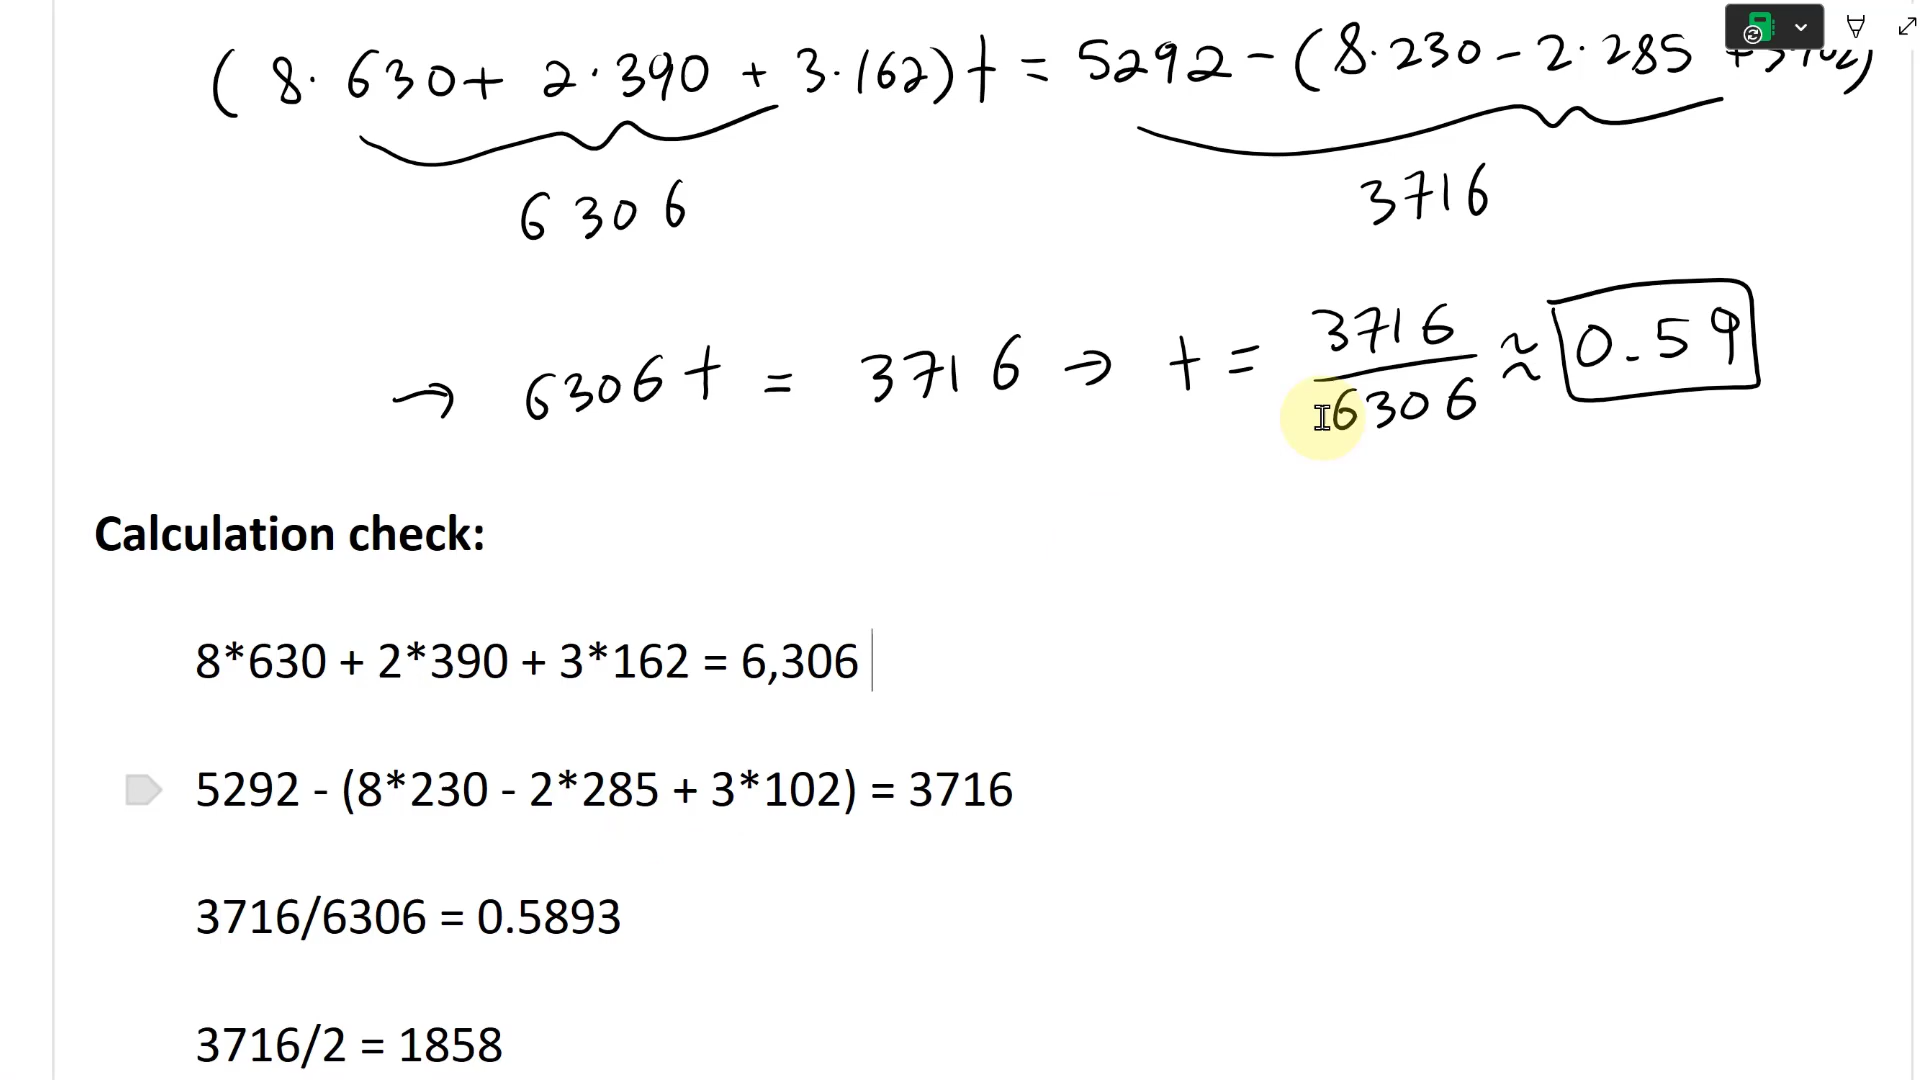 (8·630+ 2·390 + 3·162)t = 5292 - (8·230 - 2·285 +3·102)
6306
3716
→ 6306t = 3716 → t = 3716/6306 ≈ 0.59
Calculation check:
8*630 + 2*390 + 3*162 = 6,306
5292 - (8*230 - 2*285 + 3*102) = 3716
3716/6306 = 0.5893
3716/2 = 1858